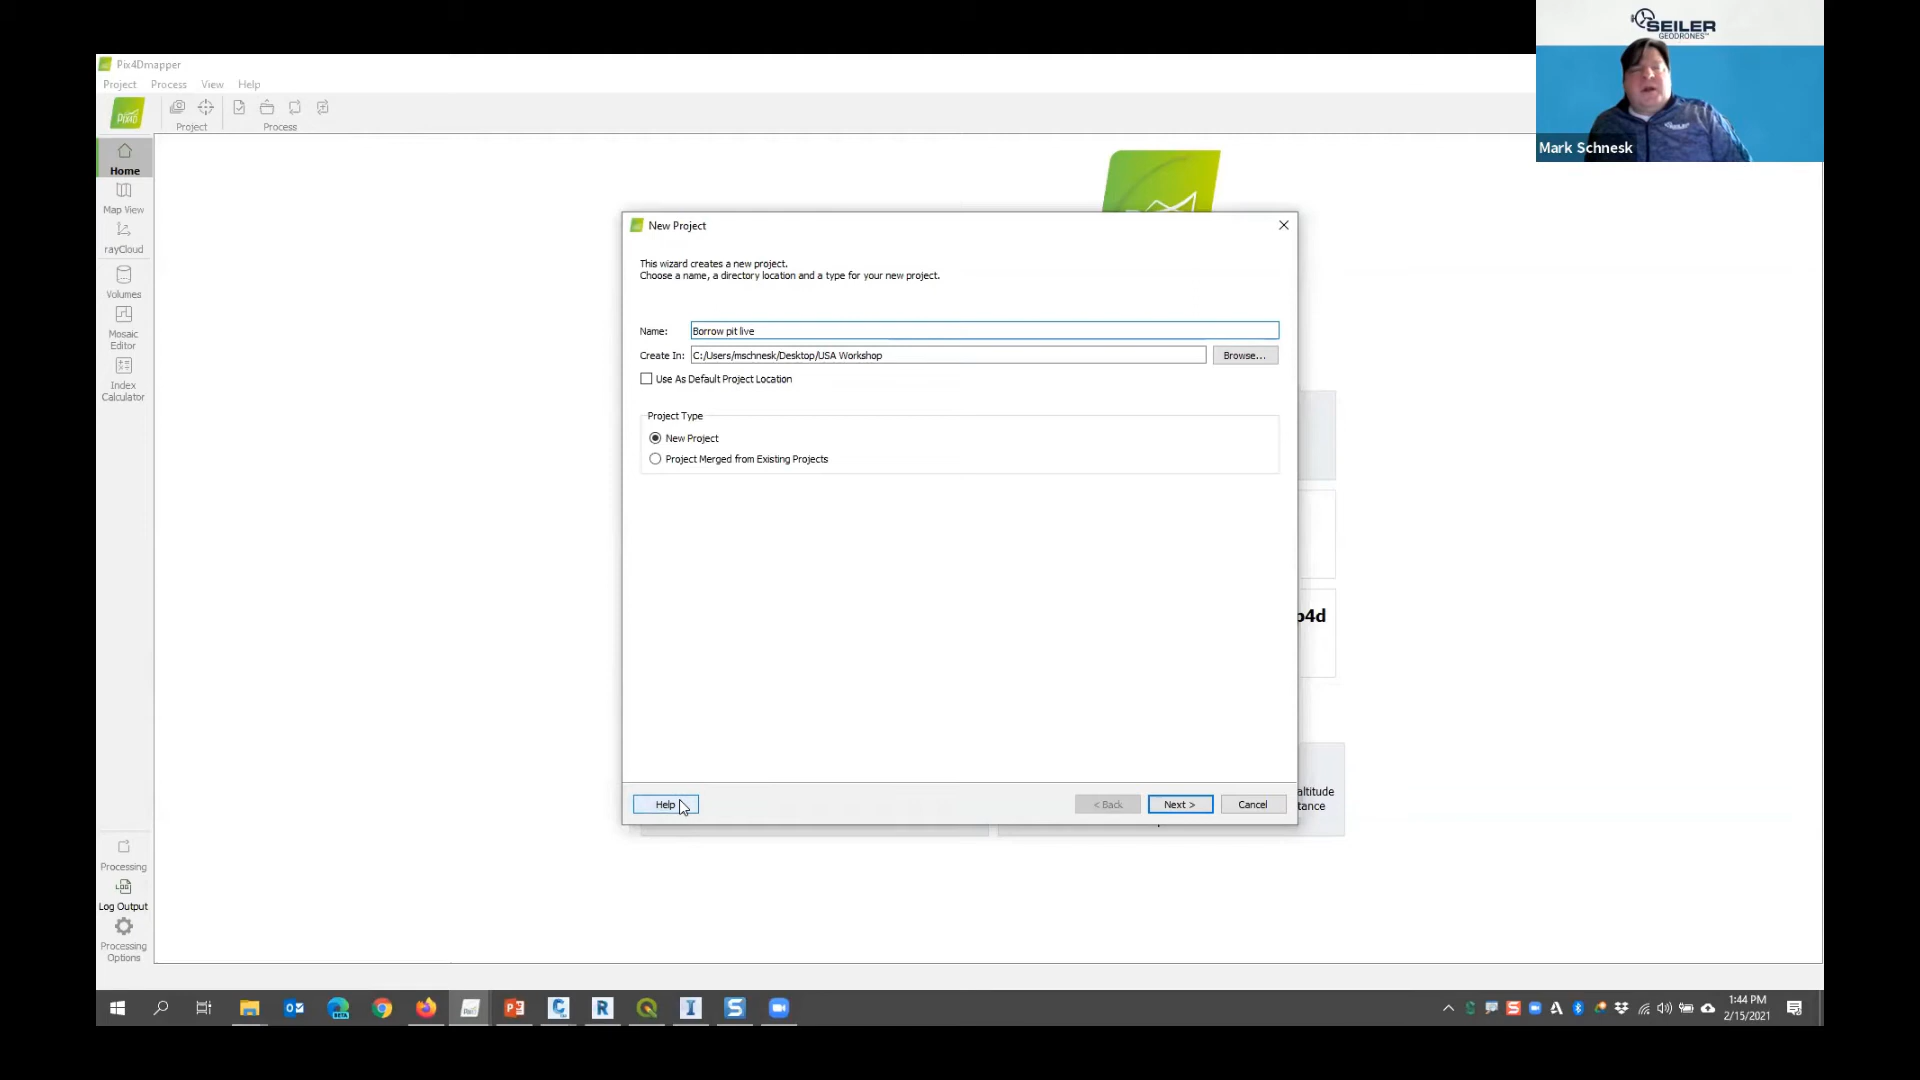 SEILER
GEODRONES
Mark Schnesk
Pix4Dmapper
Project Process View Help
Project Process
Home
Map View
rayCloud
Volumes
Mosaic
Editor
Index
Calculator
New Project
This wizard creates a new project.
Choose a name, a directory location and a type for your new project.
Name: Borrow pit live
Create In: C:/Users/mschnesk/Desktop/USA Workshop Browse...
Use As Default Project Location
Project Type
New Project
Project Merged from Existing Projects
p4d
altitude
tance
Help < Back Next > Cancel
Processing
LOG
Log Output
Processing
Options
1:44 PM
2/15/2021